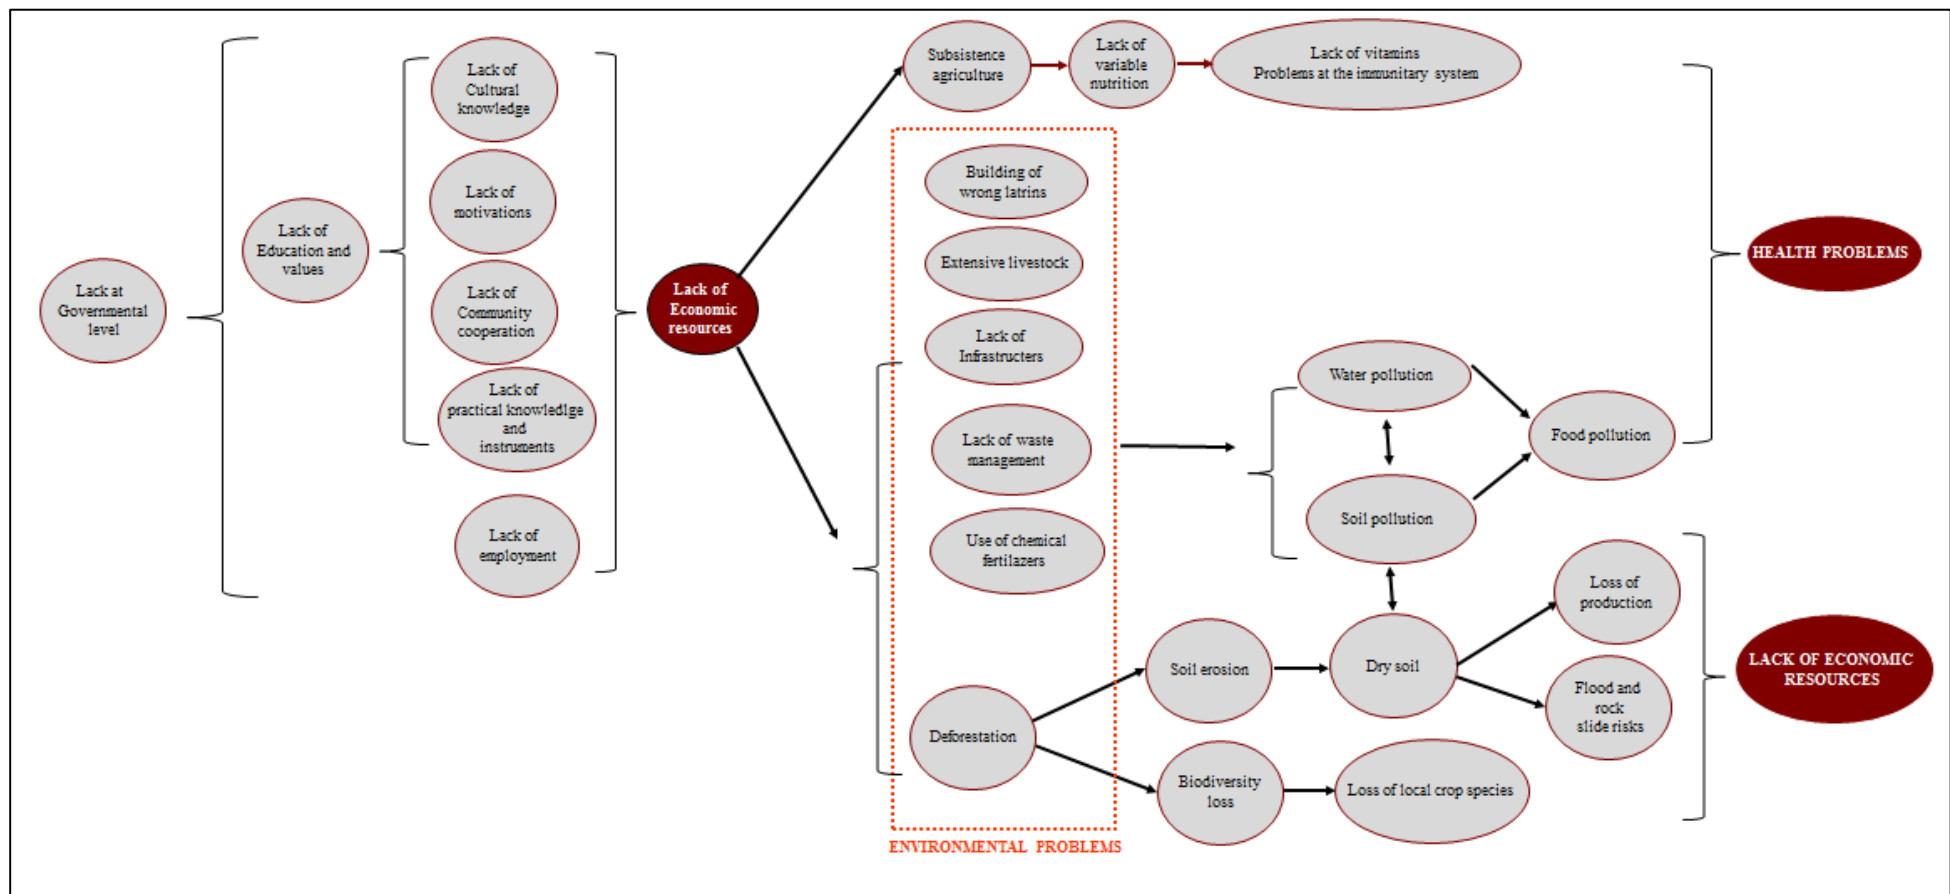 Lack at
Governmental
level
Lack of
Education and
values
Lack of
Cultural
knowledge
Lack of
motivations
Lack of
Community
cooperation
Lack of
practical knowledlge
and
instruments
Lack of
employment
Lack of
Economic
resources
Subsistence
agriculture
Lack of
variable
nutrition
Lack of vitamins
Problems at the immunitary system
Building of
wrong latrins
Extensive livestock
Lack of
Infrastructers
Lack of waste
management
Use of chemical
fertilazers
Deforestation
ENVIRONMENTAL PROBLEMS
Water pollution
Soil pollution
Food pollution
Soil erosion
Dry soil
Biodiversity
loss
Loss of local crop species
Loss of
production
Flood and
rock
slide risks
HEALTH PROBLEMS
LACK OF ECONOMIC
RESOURCES